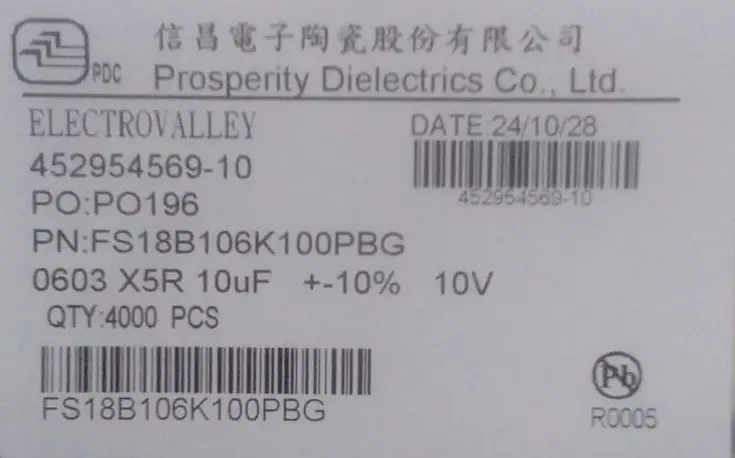 信昌電子陶瓷股份有限公司
PDC
Prosperity Dielectrics Co., Ltd.
ELECTROVALLEY
DATE:24/10/28
452954569-10
452954569-10
PO:PO196
PN:FS18B106K100PBG
0603 X5R 10uF +-10% 10V
QTY:4000 PCS
FS18B106K100PBG
Pb
R0005